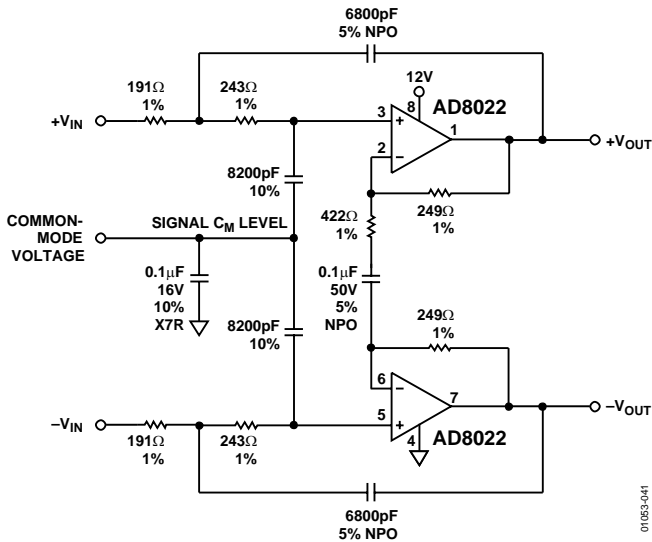 6800pF
5% NPO
191Ω
1%
243Ω
1%
12V
8
AD8022
+VIN
3
+
1
+VOUT
2
–
8200pF
10%
422Ω
1%
249Ω
1%
COMMON-
MODE
VOLTAGE
SIGNAL CM LEVEL
0.1μF
16V
10%
X7R
8200pF
10%
0.1μF
50V
5%
NPO
249Ω
1%
6
–
7
–VOUT
5
+
4
AD8022
–VIN
191Ω
1%
243Ω
1%
6800pF
5% NPO
01053-041